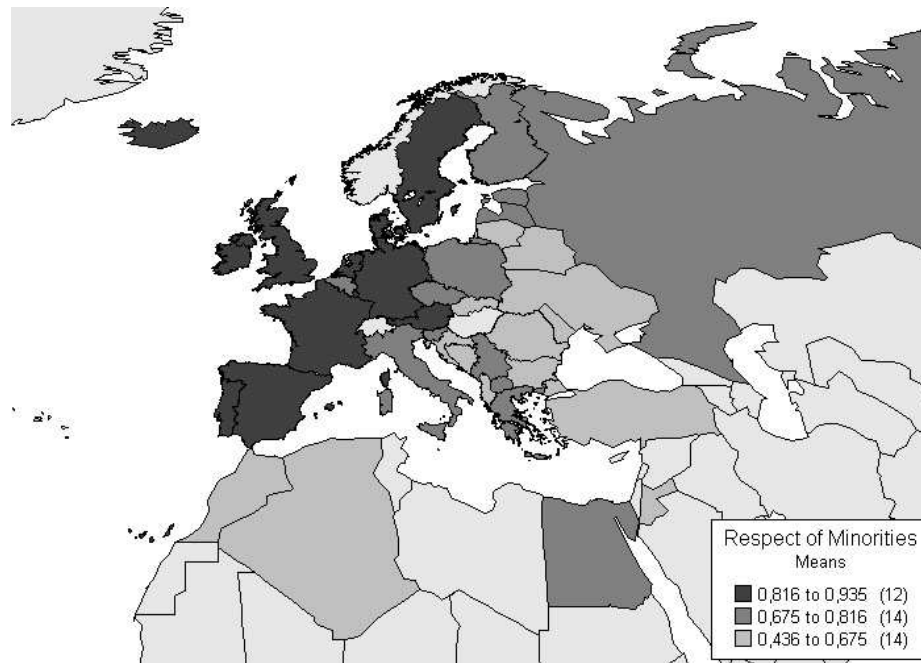 Respect of Minorities
Means
0,816 to 0,935 (12)
0,675 to 0,816 (14)
0,436 to 0,675 (14)